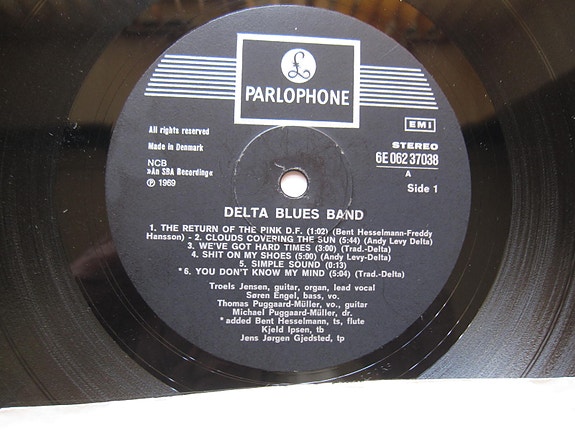 £
PARLOPHONE
All rights reserved
Made in Denmark
NCB
»An SBA Recording«
Ⓟ 1969
EMI
STEREO
6E 062 37038
A
Side 1
DELTA BLUES BAND
1. THE RETURN OF THE PINK D.F. (1:02) (Bent Hesselmann-Freddy
Hansson) - 2. CLOUDS COVERING THE SUN (5:44) (Andy Levy Delta)
3. WE'VE GOT HARD TIMES (3:00) (Trad.-Delta)
4. SHIT ON MY SHOES (5:00) (Andy Levy-Delta)
5. SIMPLE SOUND (0:13)
*6. YOU DON'T KNOW MY MIND (5:04) (Trad.-Delta)
Troels Jensen, guitar, organ, lead vocal
Søren Engel, bass, vo.
Thomas Puggaard-Müller, vo., guitar
Michael Puggaard-Müller, dr.
* added Bent Hesselmann, ts, flute
Kjeld Ipsen, tb
Jens Jørgen Gjedsted, tp